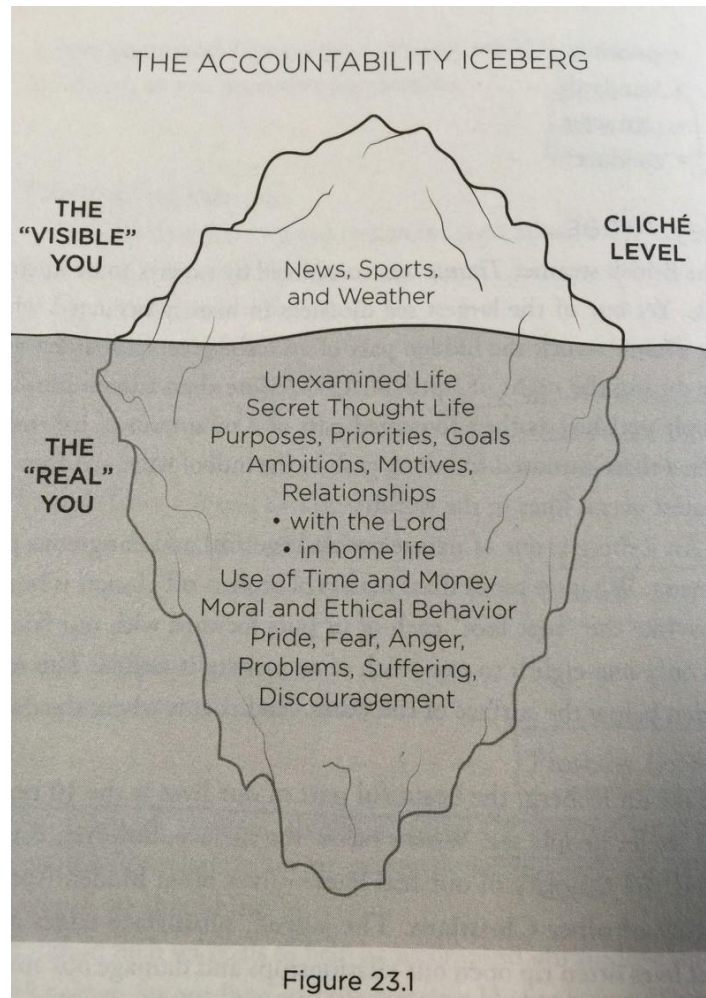 THE ACCOUNTABILITY ICEBERG
THE
“VISIBLE”
YOU
CLICHÉ
LEVEL
News, Sports,
and Weather
THE
“REAL”
YOU
Unexamined Life
Secret Thought Life
Purposes, Priorities, Goals
Ambitions, Motives,
Relationships
• with the Lord
• in home life
Use of Time and Money
Moral and Ethical Behavior
Pride, Fear, Anger,
Problems, Suffering,
Discouragement
Figure 23.1